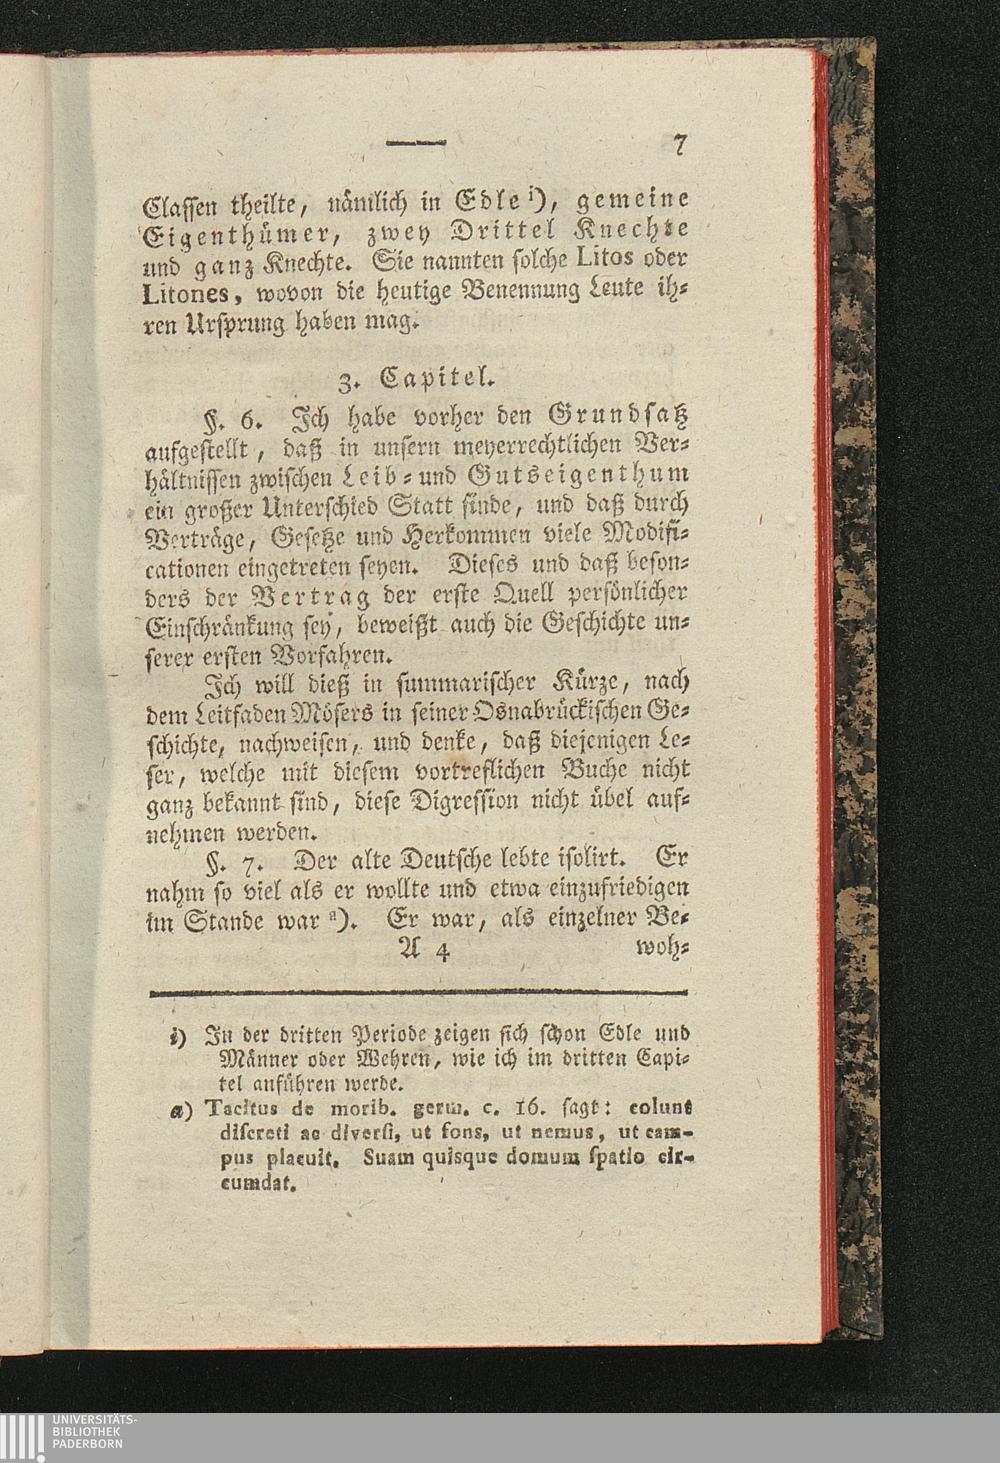 7
Classen theilte, nämlich in Edle i), gemeine
Eigenthümer, zwey Drittel Knechte
und ganz Knechte. Sie nannten solche Litos oder
Litones, wovon die heutige Benennung Leute ih-
ren Ursprung haben mag.
3. Capitel.
§. 6. Ich habe vorher den Grundsatz
aufgestellt, daß in unsern meyerrechtlichen Ver-
hältnissen zwischen Leib- und Gutseigenthum
ein großer Unterschied Statt finde, und daß durch
Verträge, Gesetze und Herkommen viele Modifi-
cationen eingetreten seyen. Dieses und daß beson-
ders der Vertrag der erste Quell persönlicher
Einschränkung sey, beweißt auch die Geschichte un-
serer ersten Vorfahren.
Ich will dieß in summarischer Kürze, nach
dem Leitfaden Mösers in seiner Osnabrückischen Ge-
schichte, nachweisen, und denke, daß diejenigen Le-
ser, welche mit diesem vortreflichen Buche nicht
ganz bekannt sind, diese Digression nicht übel auf-
nehmen werden.
§. 7. Der alte Deutsche lebte isolirt. Er
nahm so viel als er wollte und etwa einzufriedigen
im Stande war a). Er war, als einzelner Be-
A 4 woh-
i) In der dritten Periode zeigen sich schon Edle und
Männer oder Wehren, wie ich im dritten Capi-
tel anführen werde.
a) Tacitus de morib. germ. c. 16. sagt: colunt
discreti ac diversi, ut fons, ut nemus, ut cam-
pus placuit. Suam quisque domum spatio cir-
cumdat.
UNIVERSITÄTS-
BIBLIOTHEK
PADERBORN